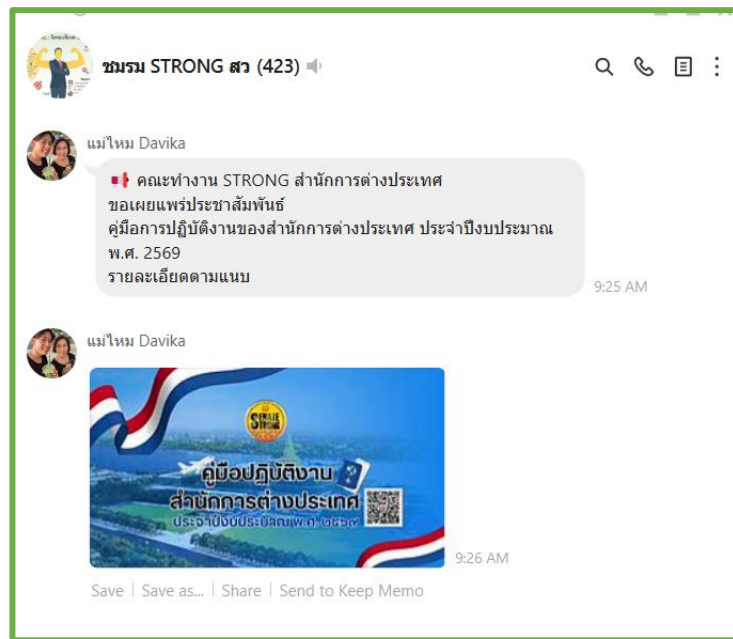 ชมรม STRONG สว (423)
แม่ไหม Davika
คณะทำงาน STRONG สำนักการต่างประเทศ
ขอเผยแพร่ประชาสัมพันธ์
คู่มือการปฏิบัติงานของสำนักการต่างประเทศ ประจำปีงบประมาณ
พ.ศ. 2569
รายละเอียดตามแนบ
9:25 AM
แม่ไหม Davika
SENATE
STRONG
คู่มือปฏิบัติงาน
สำนักการต่างประเทศ
ประจำปีงบประมาณ พ.ศ. ๒๕๖๙
9:26 AM
Save | Save as... | Share | Send to Keep Memo